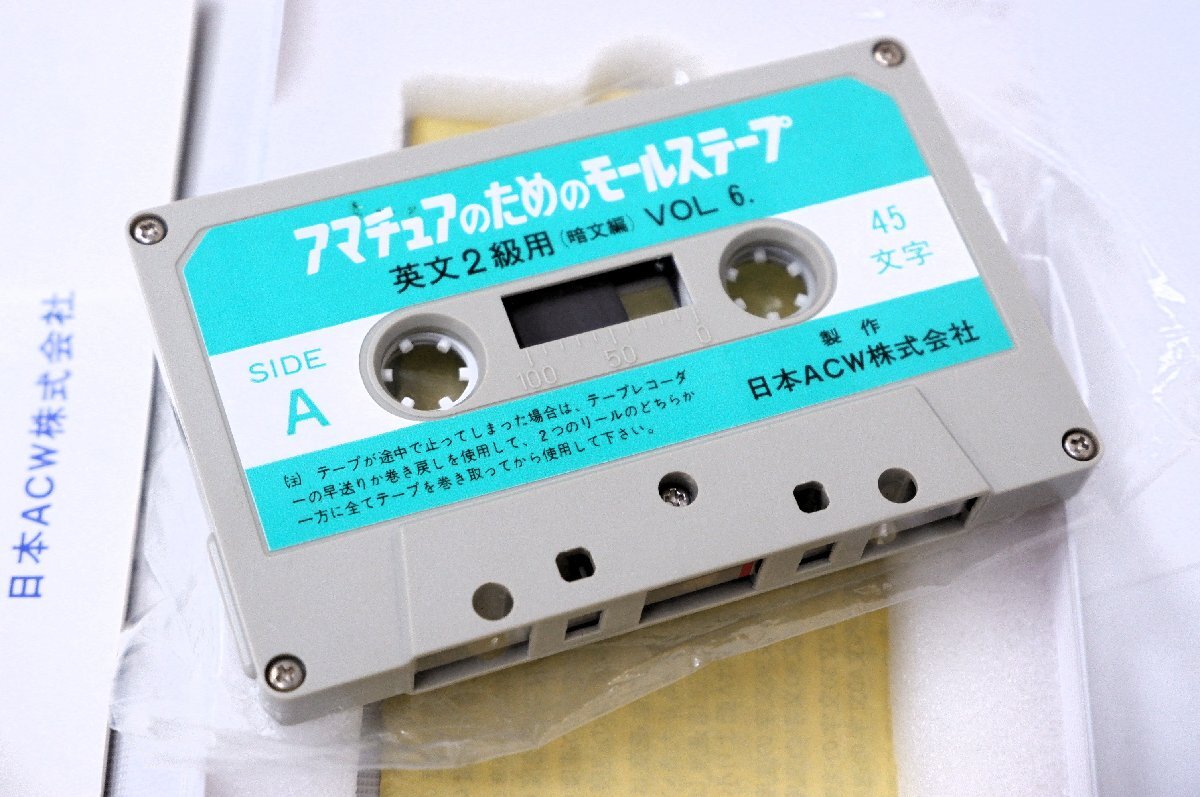 アマチュアのためのモールステープ
英文2級用(暗文編) VOL 6.
45
文字
SIDE
A
100
50
0
製作
日本ACW株式会社
(注) テープが途中で止ってしまった場合は、テープレコーダ
ーの早送りか巻き戻しを使用して、2つのリールのどちらか
一方に全てテープを巻き取ってから使用して下さい。
日本ACW株式会社